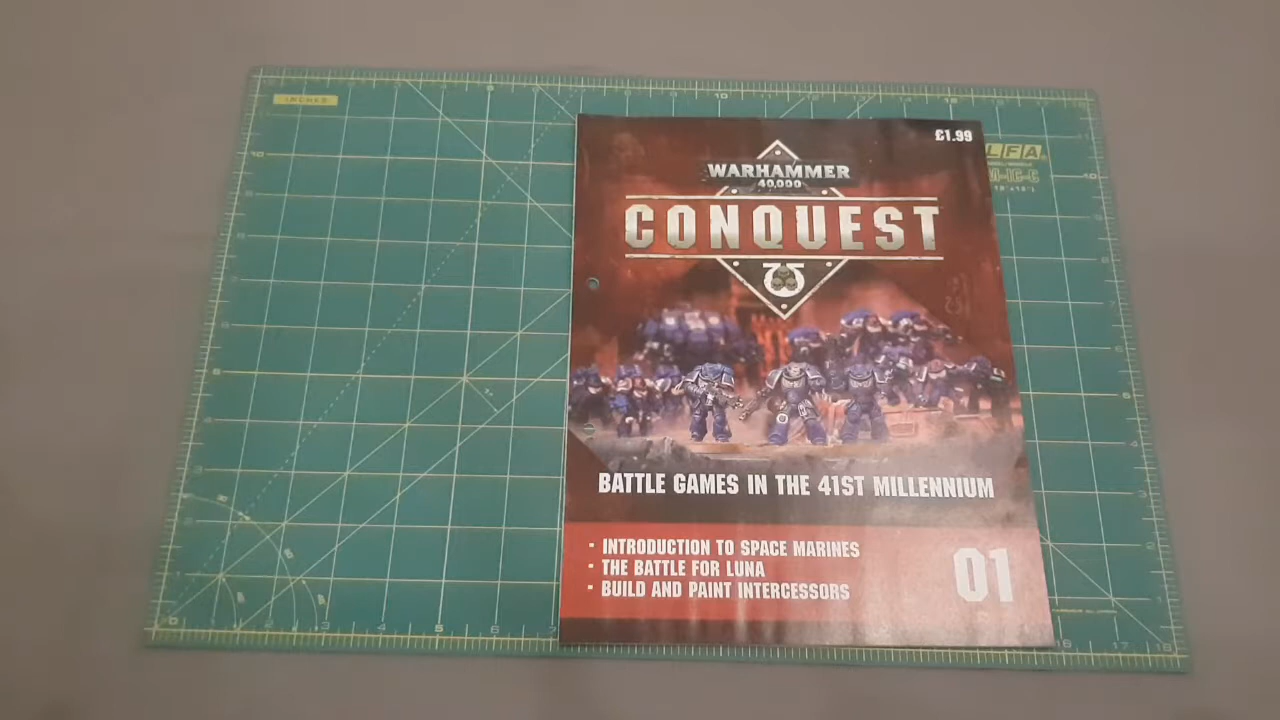 INCHES
£1.99
WARHAMMER
40,000
CONQUEST
BATTLE GAMES IN THE 41ST MILLENNIUM
· INTRODUCTION TO SPACE MARINES
· THE BATTLE FOR LUNA
· BUILD AND PAINT INTERCESSORS
01